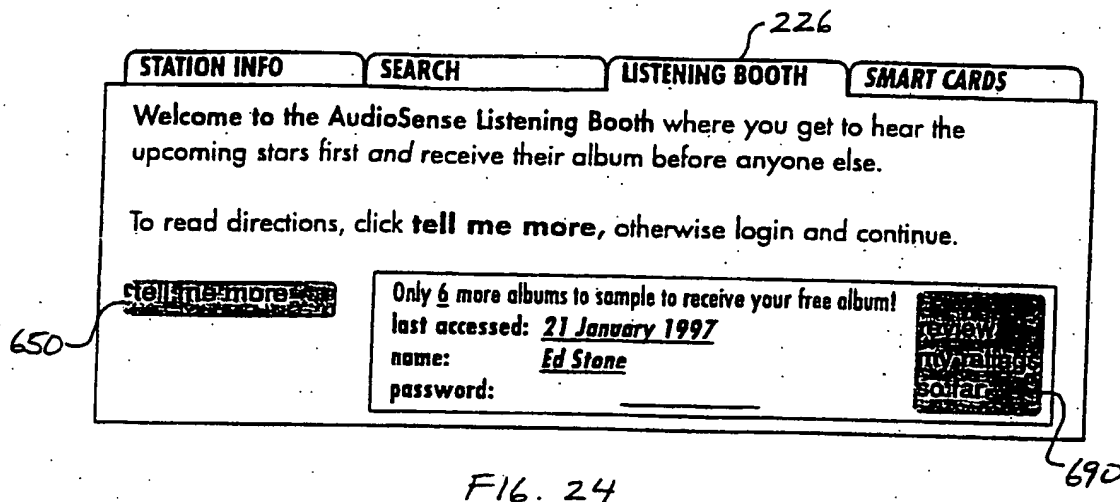 226
STATION INFO SEARCH LISTENING BOOTH SMART CARDS
Welcome to the AudioSense Listening Booth where you get to hear the
upcoming stars first and receive their album before anyone else.
To read directions, click tell me more, otherwise login and continue.
tell me more
650
Only 6 more albums to sample to receive your free album!
last accessed: 21 January 1997
name: Ed Stone
password:
review
my ratings
so far
690
FIG. 24